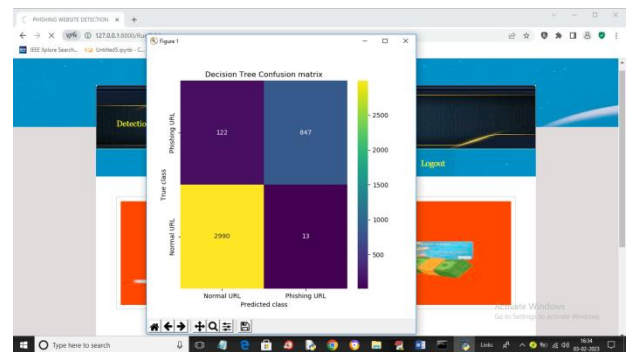 PHISHING WEBSITE DETECTION
127.0.0.1:8000/Run
IEEE Xplore Search...
Untitled5.ipynb - C...
Figure 1
Decision Tree Confusion matrix
Detectio
Logout
Phishing URL
Normal URL
True class
122
847
2990
13
2500
2000
1500
1000
500
Normal URL
Phishing URL
Predicted class
Activate Windows
Go to Settings to activate Windows.
Type here to search
Links
16:34
03-02-2023